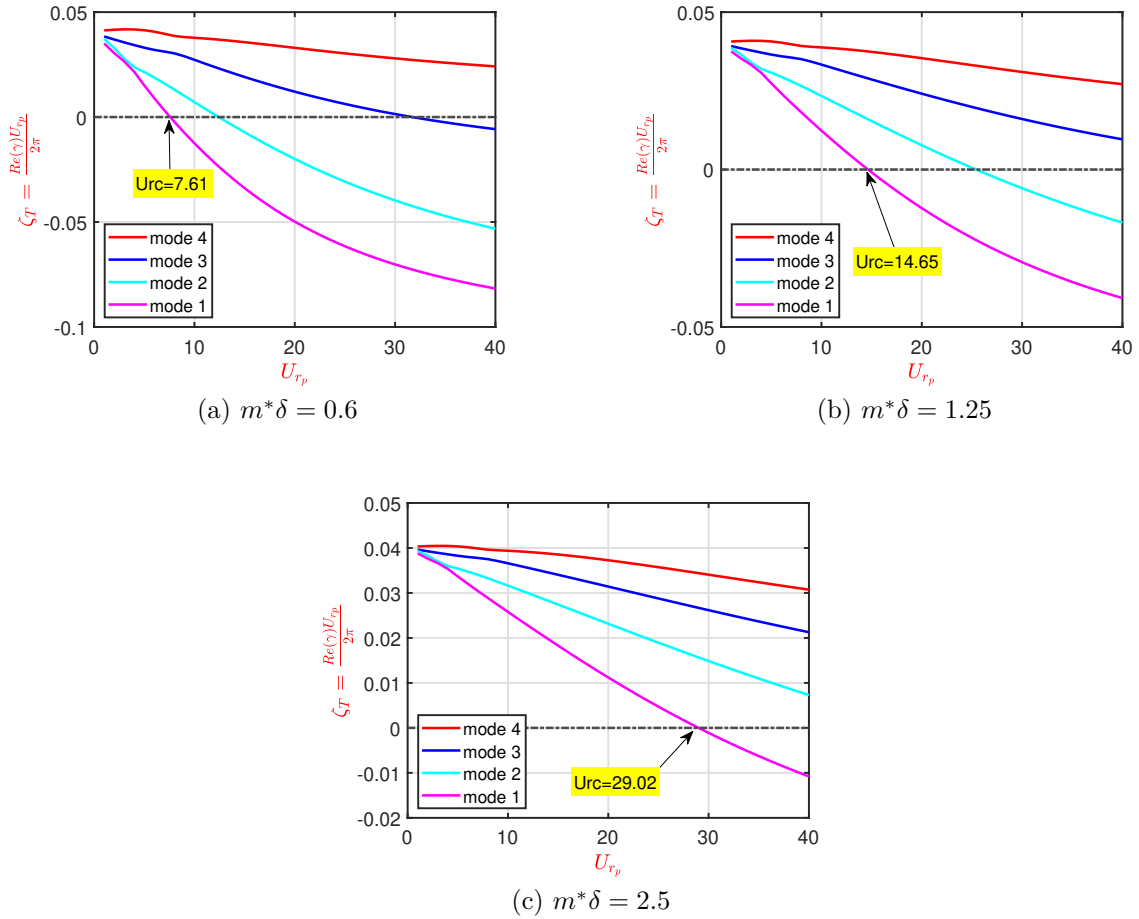 0.05
0
-0.05
-0.1
ζ_T = Re(γ)U_{r_p} / 2π
Urc=7.61
mode 4
mode 3
mode 2
mode 1
0 10 20 30 40
U_{r_p}
(a) m*δ = 0.6
0.05
0
-0.05
ζ_T = Re(γ)U_{r_p} / 2π
Urc=14.65
mode 4
mode 3
mode 2
mode 1
0 10 20 30 40
U_{r_p}
(b) m*δ = 1.25
0.05
0.04
0.03
0.02
0.01
0
-0.01
-0.02
ζ_T = Re(γ)U_{r_p} / 2π
mode 4
mode 3
mode 2
mode 1
Urc=29.02
0 10 20 30 40
U_{r_p}
(c) m*δ = 2.5